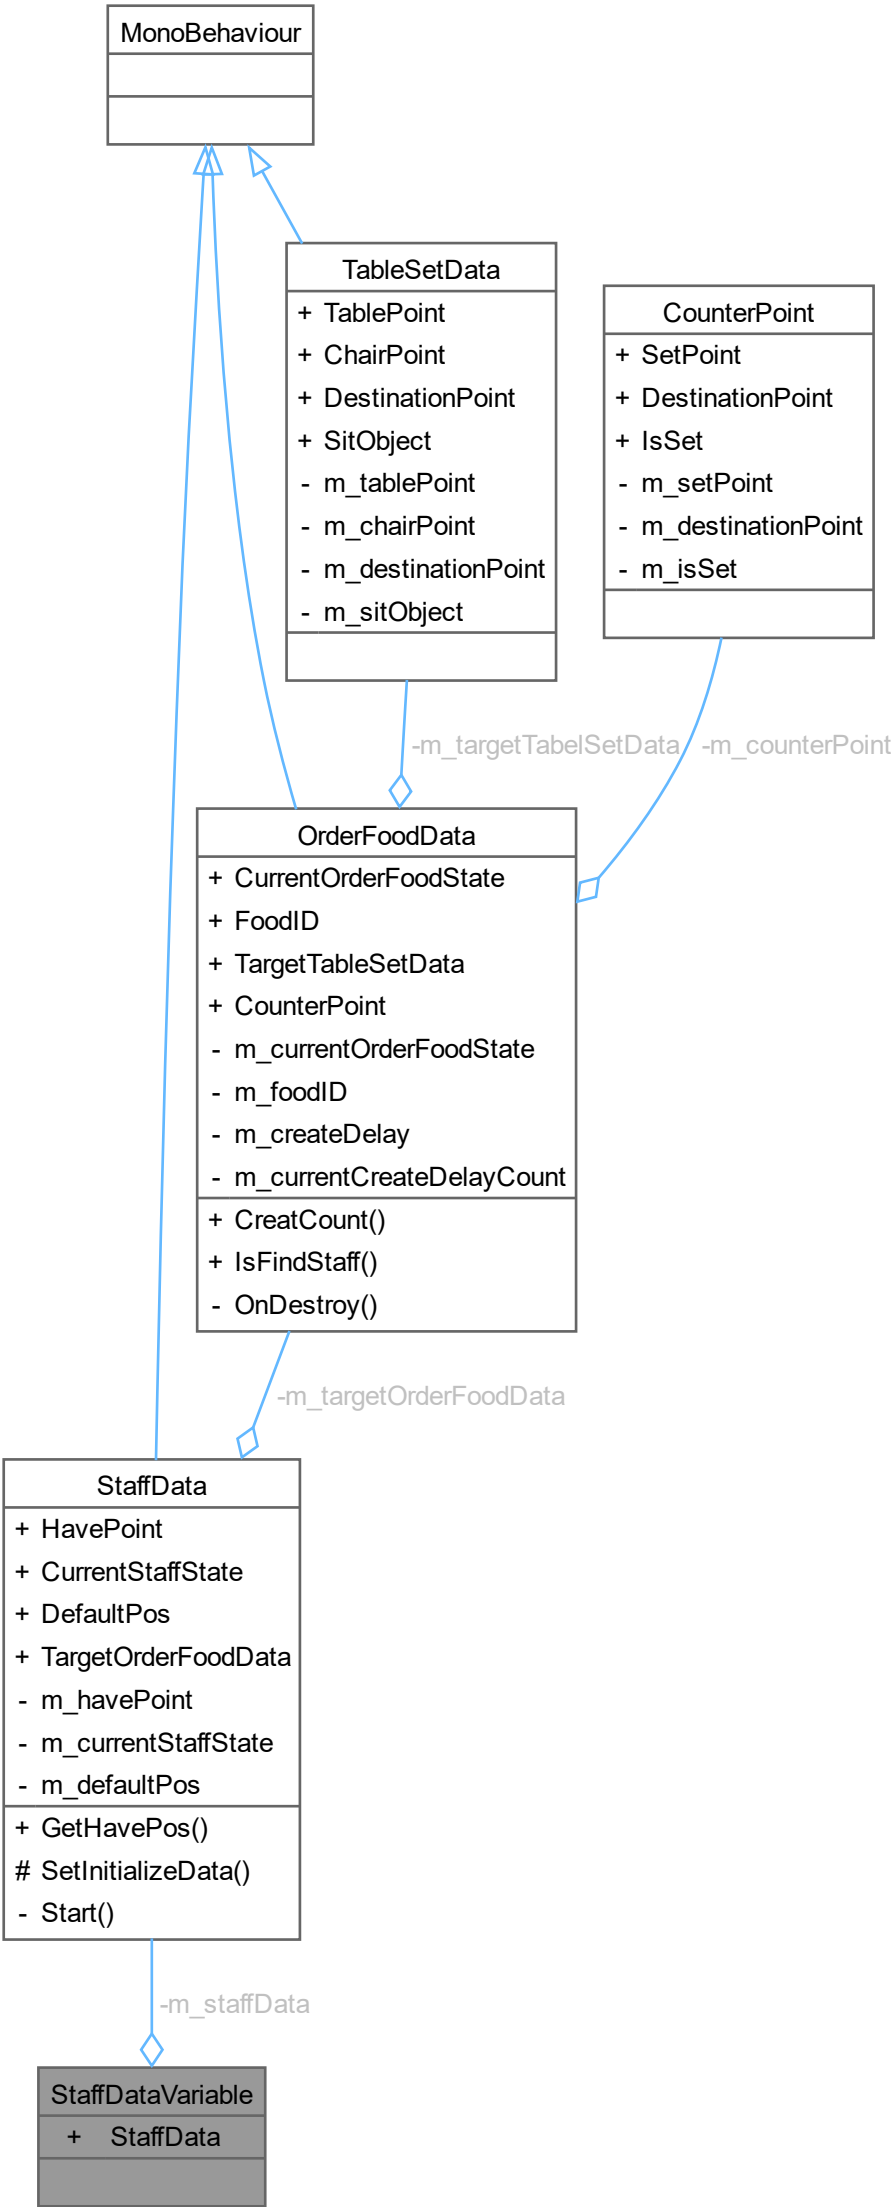 MonoBehaviour
TableSetData
+ TablePoint
+ ChairPoint
+ DestinationPoint
+ SitObject
- m_tablePoint
- m_chairPoint
- m_destinationPoint
- m_sitObject
CounterPoint
+ SetPoint
+ DestinationPoint
+ IsSet
- m_setPoint
- m_destinationPoint
- m_isSet
-m_targetTabelSetData
-m_counterPoint
OrderFoodData
+ CurrentOrderFoodState
+ FoodID
+ TargetTableSetData
+ CounterPoint
- m_currentOrderFoodState
- m_foodID
- m_createDelay
- m_currentCreateDelayCount
+ CreatCount()
+ IsFindStaff()
- OnDestroy()
-m_targetOrderFoodData
StaffData
+ HavePoint
+ CurrentStaffState
+ DefaultPos
+ TargetOrderFoodData
- m_havePoint
- m_currentStaffState
- m_defaultPos
+ GetHavePos()
# SetInitializeData()
- Start()
-m_staffData
StaffDataVariable
+ StaffData